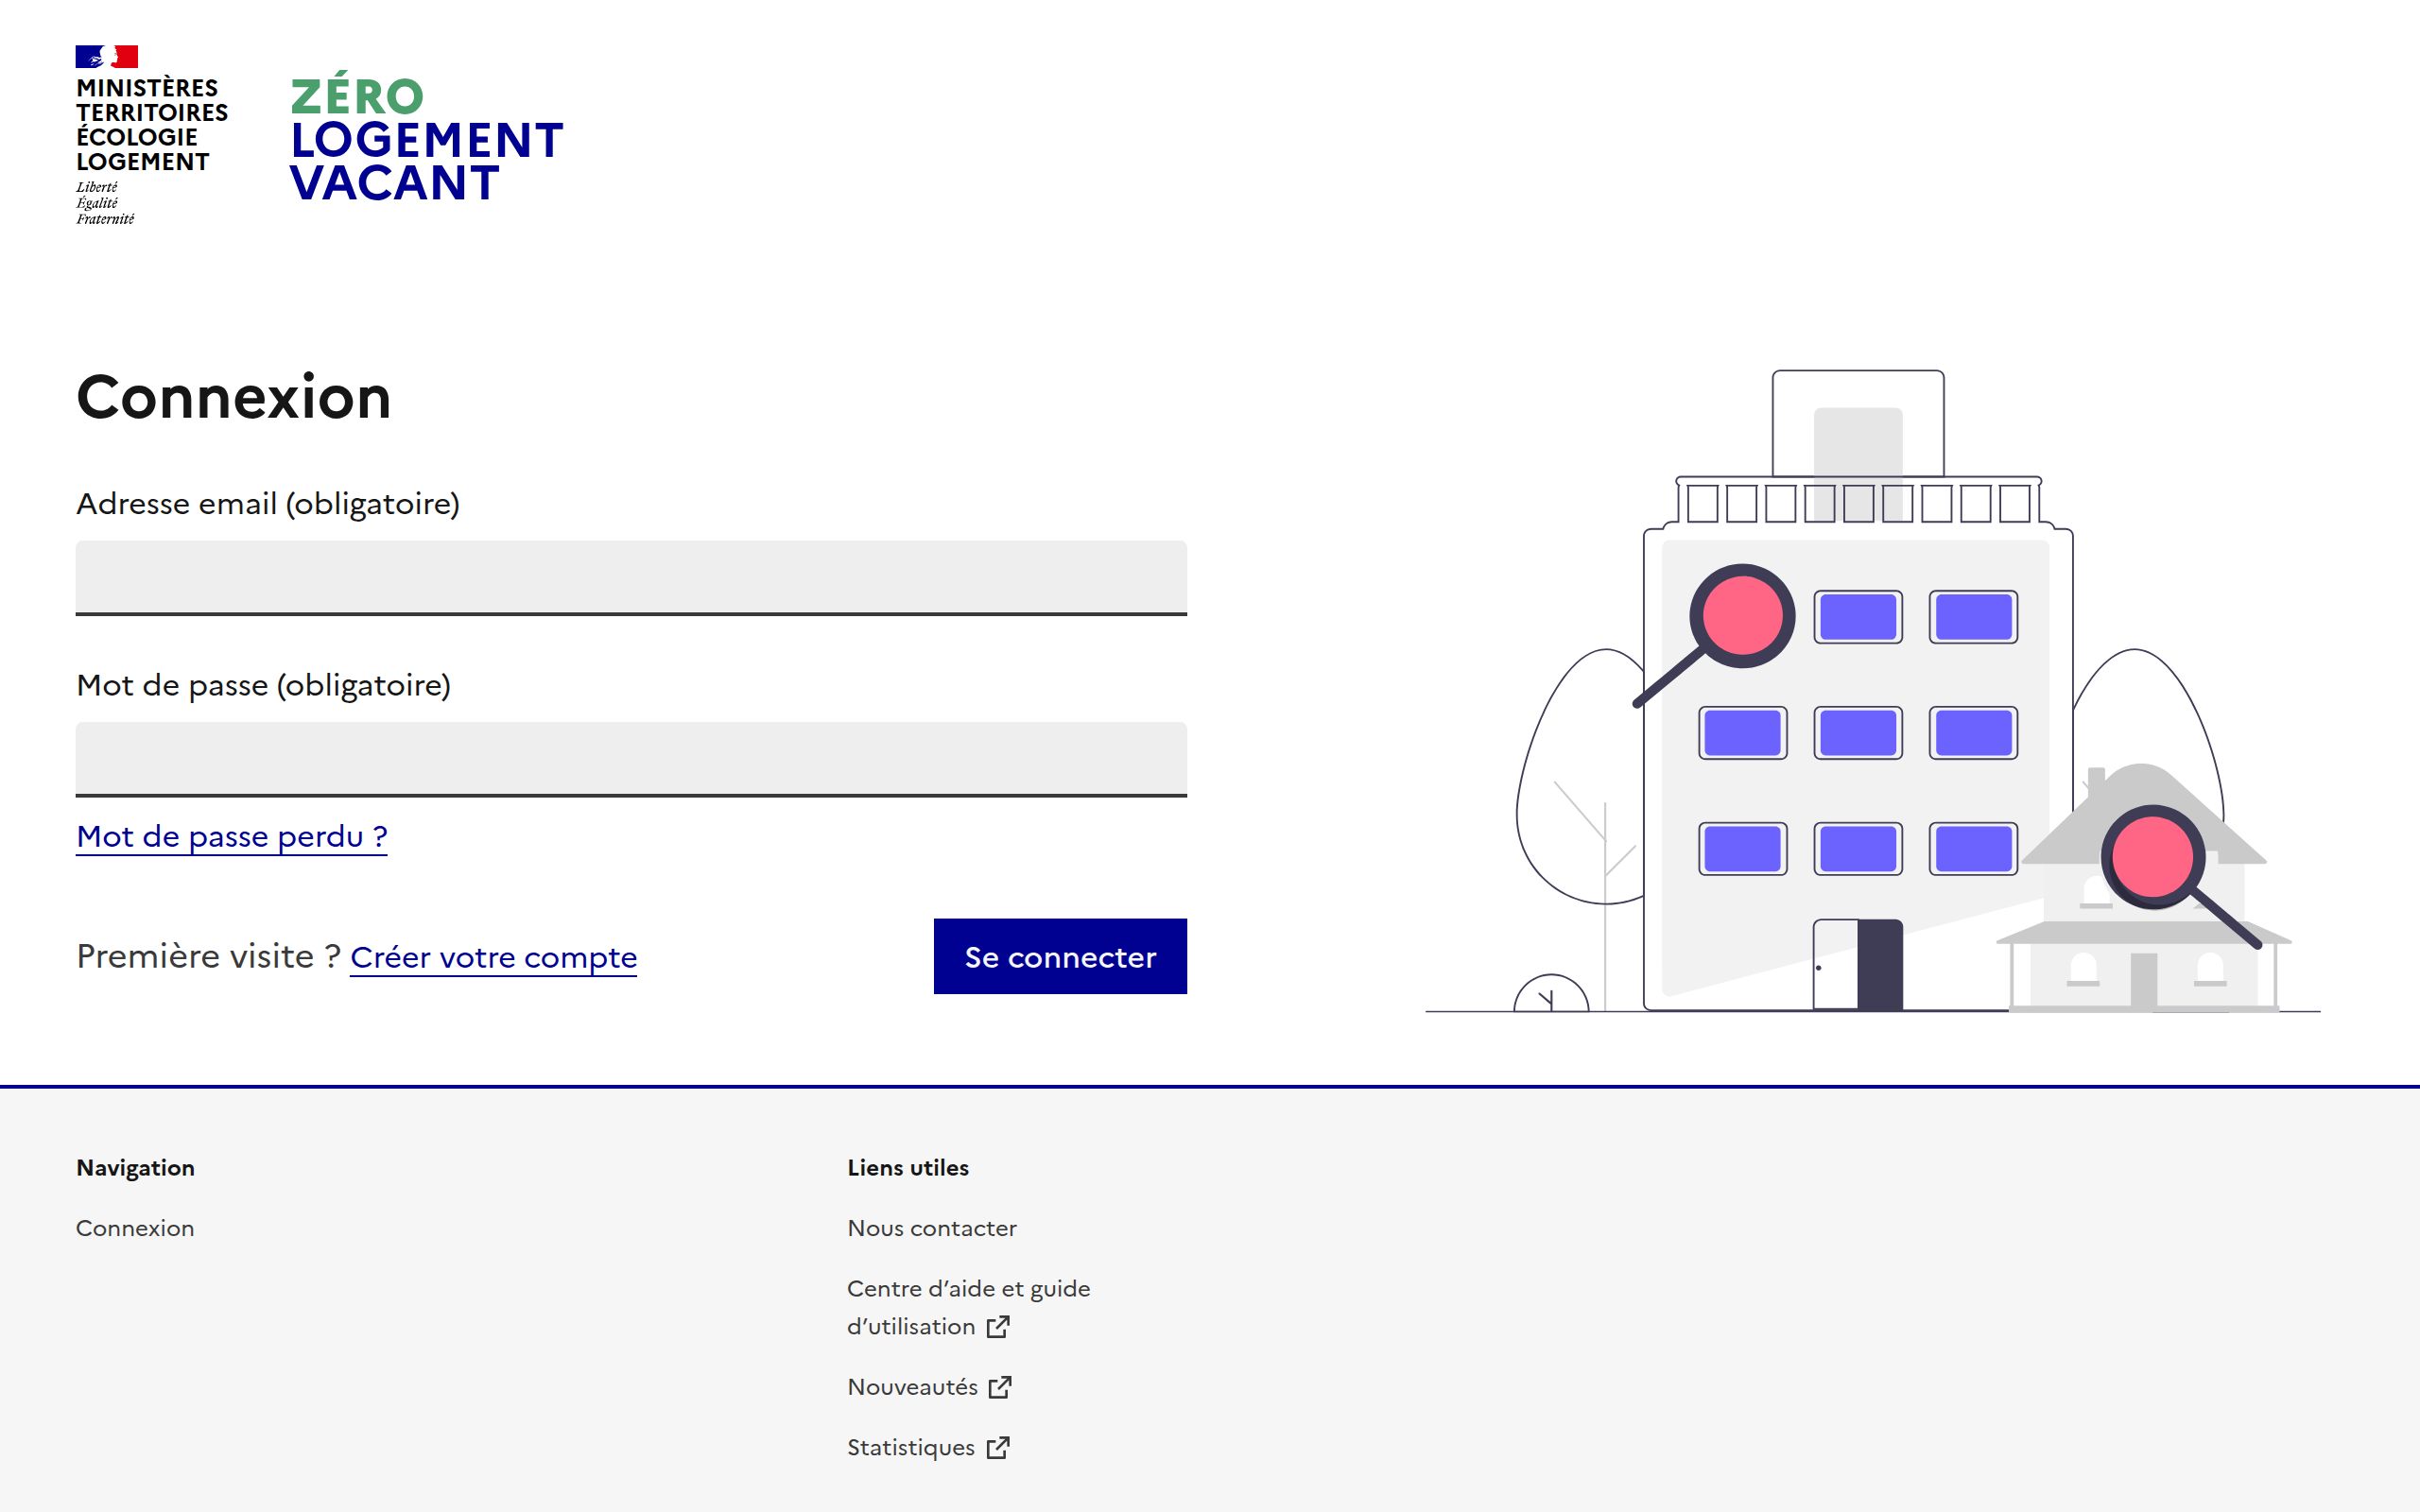 MINISTÈRES
TERRITOIRES
ÉCOLOGIE
LOGEMENT
Liberté
Égalité
Fraternité
ZÉRO
LOGEMENT
VACANT
Connexion
Adresse email (obligatoire)
Mot de passe (obligatoire)
Mot de passe perdu ?
Première visite ? Créer votre compte
Se connecter
Navigation
Connexion
Liens utiles
Nous contacter
Centre d’aide et guide
d’utilisation
Nouveautés
Statistiques